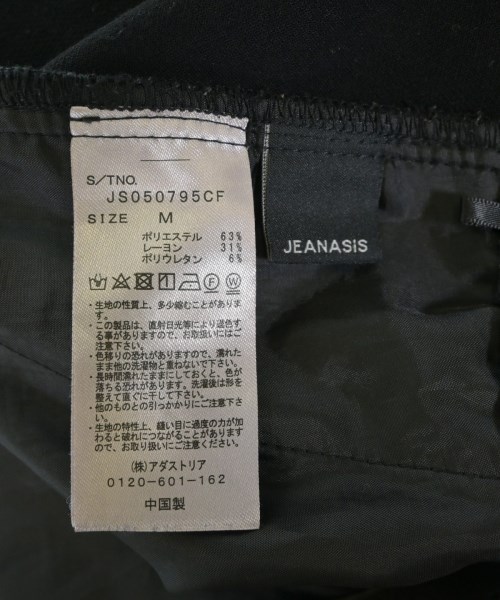 S/TNO.
JS050795CF
SIZE M
ポリエステル 63%
レーヨン 31%
ポリウレタン 6%
F W
・生地の性質上、多少縮むことがありま
す。
・この製品は、直射日光等により退色す
る事がありますので、お取扱いにはご
注意下さい。
・色移りの恐れがありますので、濡れた
まま他の洗濯物と重ねないで下さい。
・長時間濡れたままにしておくと、色が
落ちる恐れがあります。洗濯後は形を
整えて直ぐに干して下さい。
・他のものとの引っかかりにご注意下さ
い。
・生地の特性上、縫い目に過度の力が加
わると破れにつながることがあります
ので、お取り扱いにご注意下さい。
(株)アダストリア
0120-601-162
中国製
JEANASiS